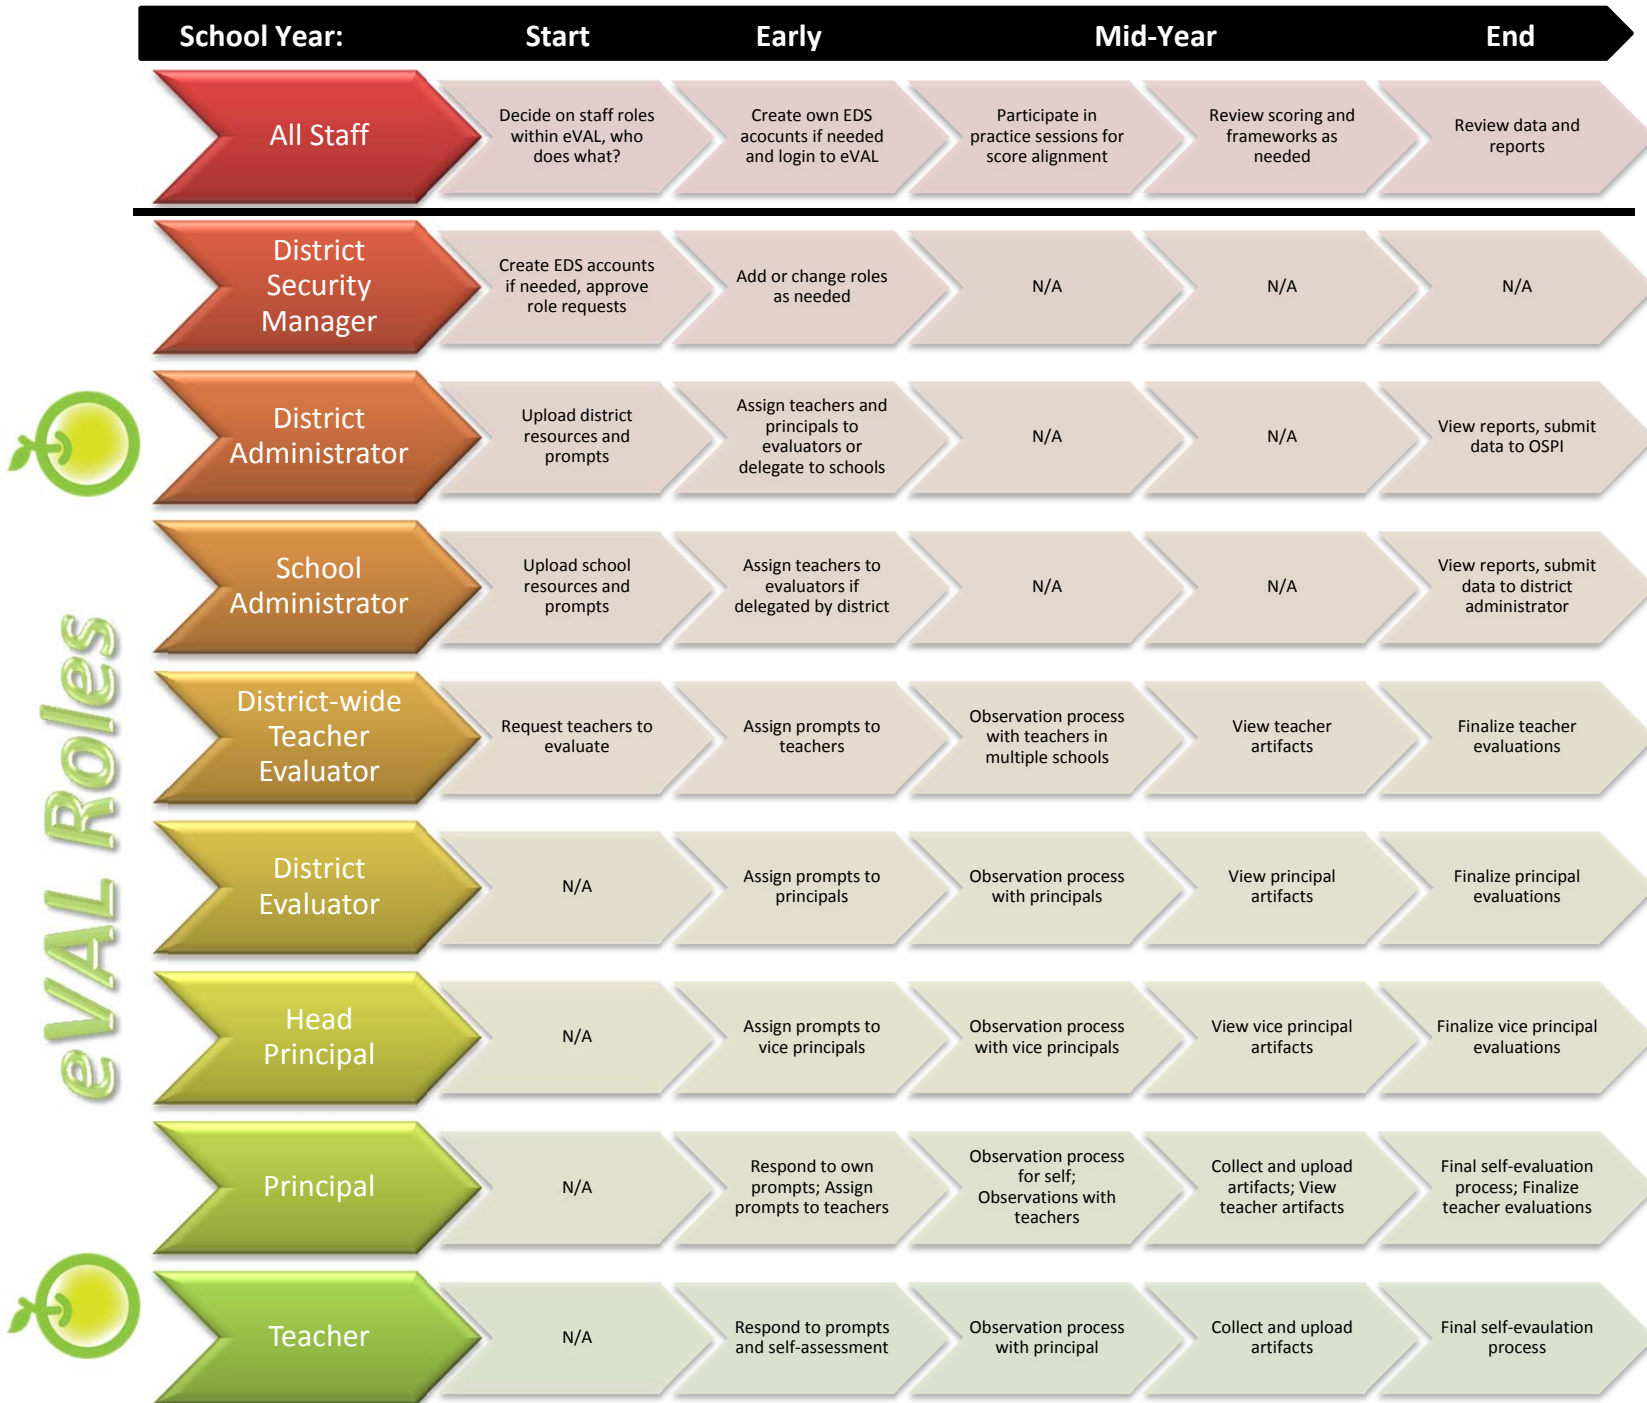 School Year: Start Early Mid-Year End
All Staff
Decide on staff roles
within eVAL, who
does what?
Create own EDS
acocunts if needed
and login to eVAL
Participate in
practice sessions for
score alignment
Review scoring and
frameworks as
needed
Review data and
reports
District
Security
Manager
Create EDS accounts
if needed, approve
role requests
Add or change roles
as needed
N/A
N/A
N/A
District
Administrator
Upload district
resources and
prompts
Assign teachers and
principals to
evaluators or
delegate to schools
N/A
N/A
View reports, submit
data to OSPI
School
Administrator
Upload school
resources and
prompts
Assign teachers to
evaluators if
delegated by district
N/A
N/A
View reports, submit
data to district
administrator
eVAL Roles
District-wide
Teacher
Evaluator
Request teachers to
evaluate
Assign prompts to
teachers
Observation process
with teachers in
multiple schools
View teacher
artifacts
Finalize teacher
evaluations
District
Evaluator
N/A
Assign prompts to
principals
Observation process
with principals
View principal
artifacts
Finalize principal
evaluations
Head
Principal
N/A
Assign prompts to
vice principals
Observation process
with vice principals
View vice principal
artifacts
Finalize vice principal
evaluations
Principal
N/A
Respond to own
prompts; Assign
prompts to teachers
Observation process
for self;
Observations with
teachers
Collect and upload
artifacts; View
teacher artifacts
Final self-evaluation
process; Finalize
teacher evaluations
Teacher
N/A
Respond to prompts
and self-assessment
Observation process
with principal
Collect and upload
artifacts
Final self-evaulation
process